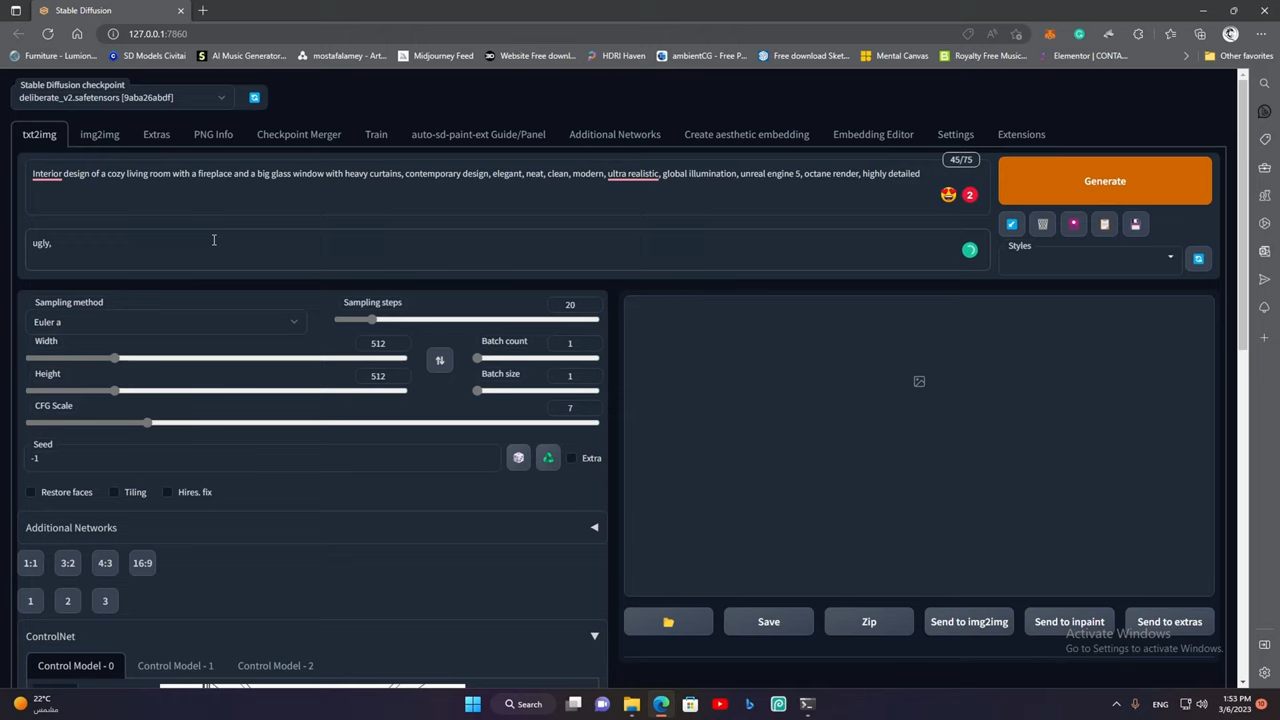 Stable Diffusion
127.0.0.1:7860
Furniture - Lumion...
SD Models Civitai
AI Music Generator...
mostafalamey - Art...
Midjourney Feed
Website Free downl...
HDRI Haven
ambientCG - Free P...
Free download Sket...
Mental Canvas
Royalty Free Music...
Elementor | (CONTA...
Other favorites
Stable Diffusion checkpoint
deliberate_v2.safetensors [9aba26abdf]
txt2img
img2img
Extras
PNG Info
Checkpoint Merger
Train
auto-sd-paint-ext Guide/Panel
Additional Networks
Create aesthetic embedding
Embedding Editor
Settings
Extensions
45/75
Interior design of a cozy living room with a fireplace and a big glass window with heavy curtains, contemporary design, elegant, neat, clean, modern, ultra realistic, global illumination, unreal engine 5, octane render, highly detailed
2
Generate
ugly,
Styles
Sampling method
Euler a
Sampling steps
20
Width
512
Batch count
1
Height
512
Batch size
1
CFG Scale
7
Seed
-1
Extra
Restore faces
Tiling
Hires. fix
Additional Networks
1:1
3:2
4:3
16:9
1
2
3
ControlNet
Control Model - 0
Control Model - 1
Control Model - 2
Save
Zip
Send to img2img
Send to inpaint
Send to extras
Activate Windows
Go to Settings to activate Windows.
22°C
مشمس
Search
ENG
1:53 PM
3/6/2023